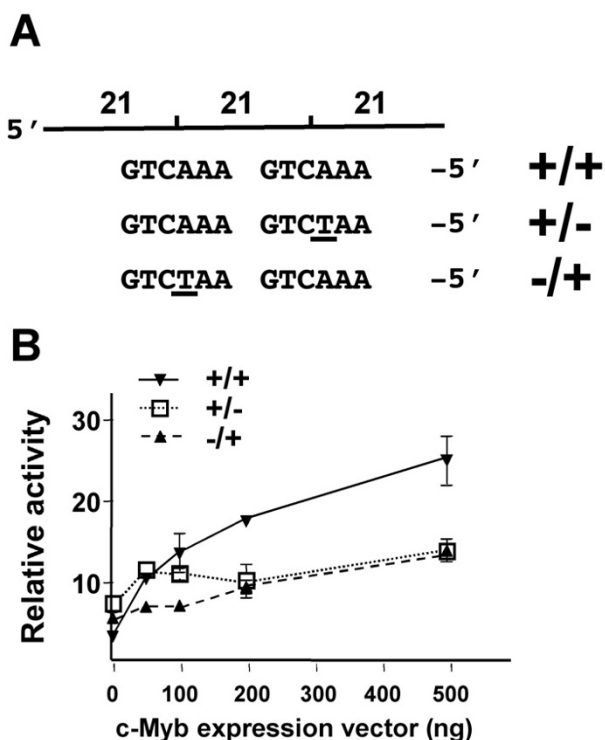 A
21 21 21
5'
GTCAAA GTCAAA -5' +/+
GTCAAA GTCTAA -5' +/-
GTCTAA GTCAAA -5' -/+
B
+/+
+/-
-/+
Relative activity
30
20
10
0 100 200 300 400 500
c-Myb expression vector (ng)